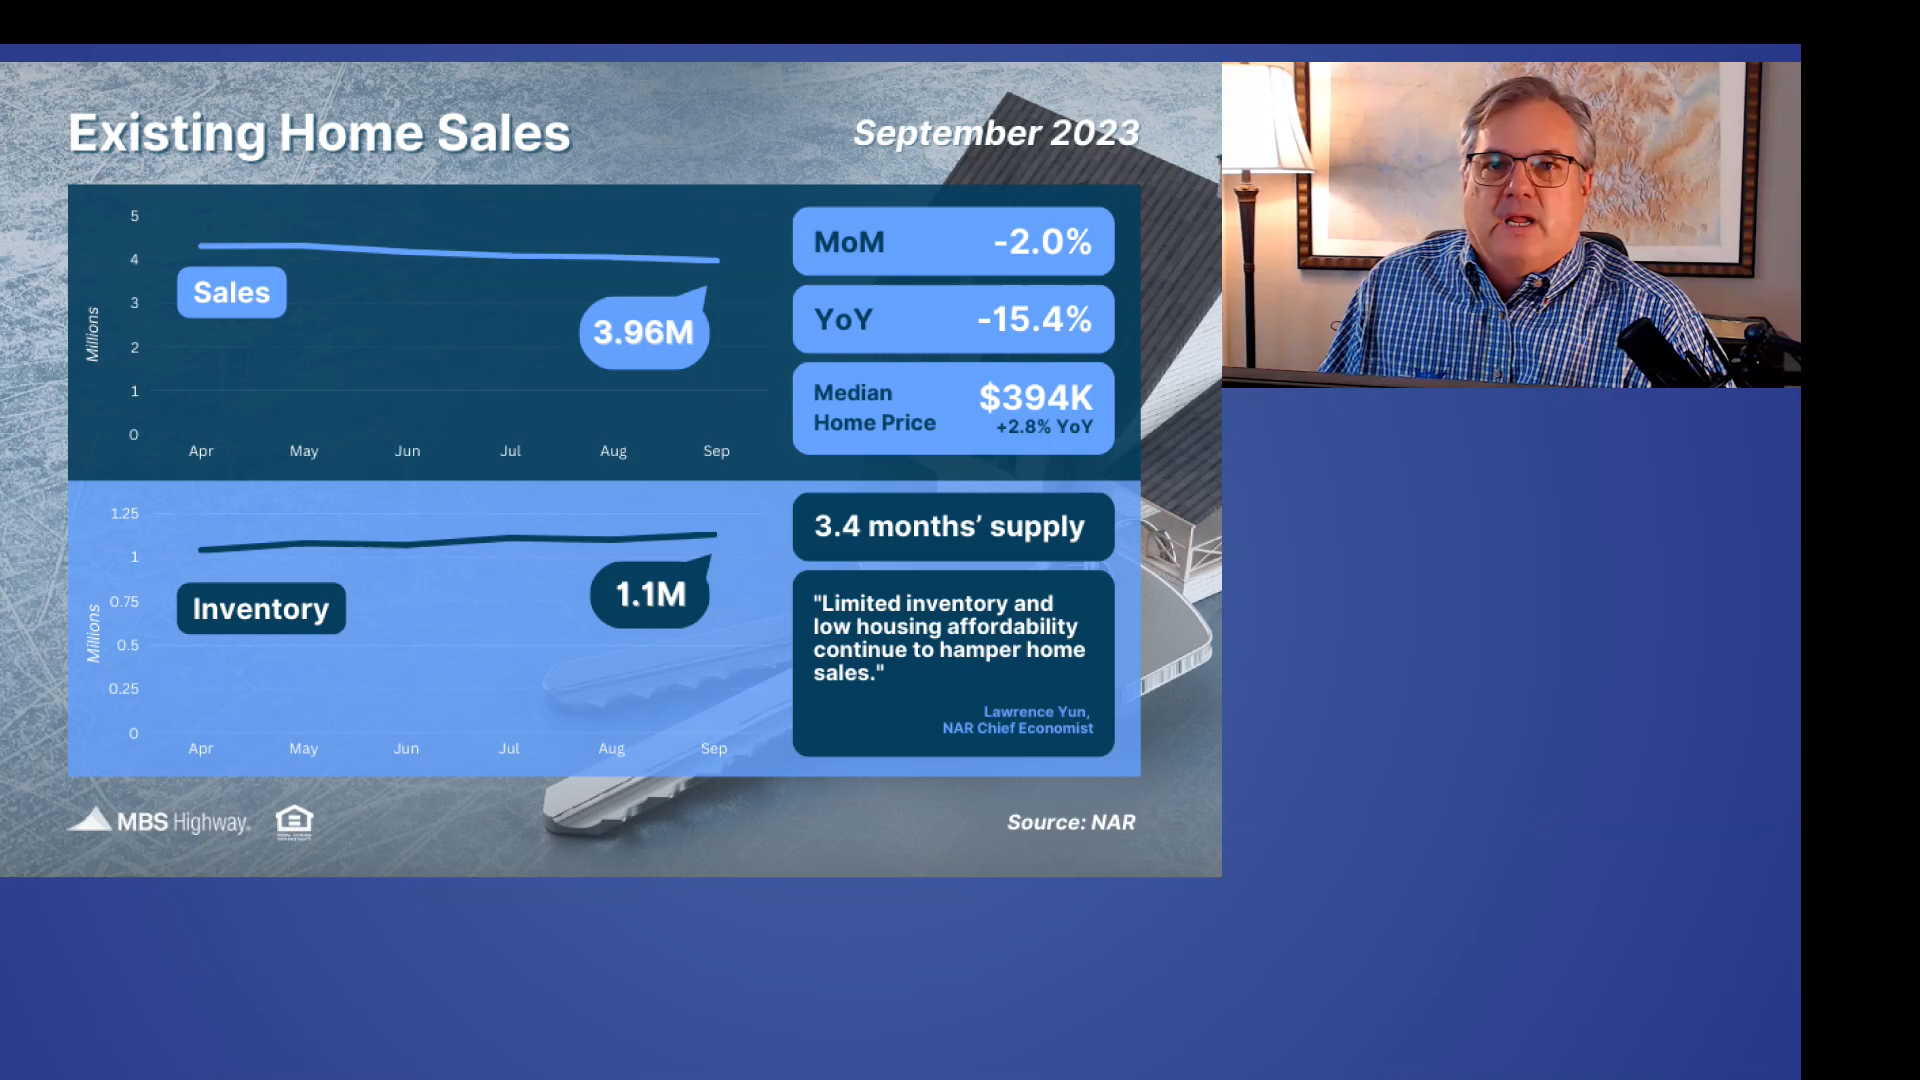 Existing Home Sales
September 2023
5
4
3
2
1
0
Millions
Sales
3.96M
Apr May Jun Jul Aug Sep
MoM -2.0%
YoY -15.4%
Median
Home Price
$394K
+2.8% YoY
1.25
1
0.75
0.5
0.25
0
Millions
Inventory
1.1M
Apr May Jun Jul Aug Sep
3.4 months’ supply
"Limited inventory and
low housing affordability
continue to hamper home
sales."
Lawrence Yun,
NAR Chief Economist
MBS Highway
Source: NAR